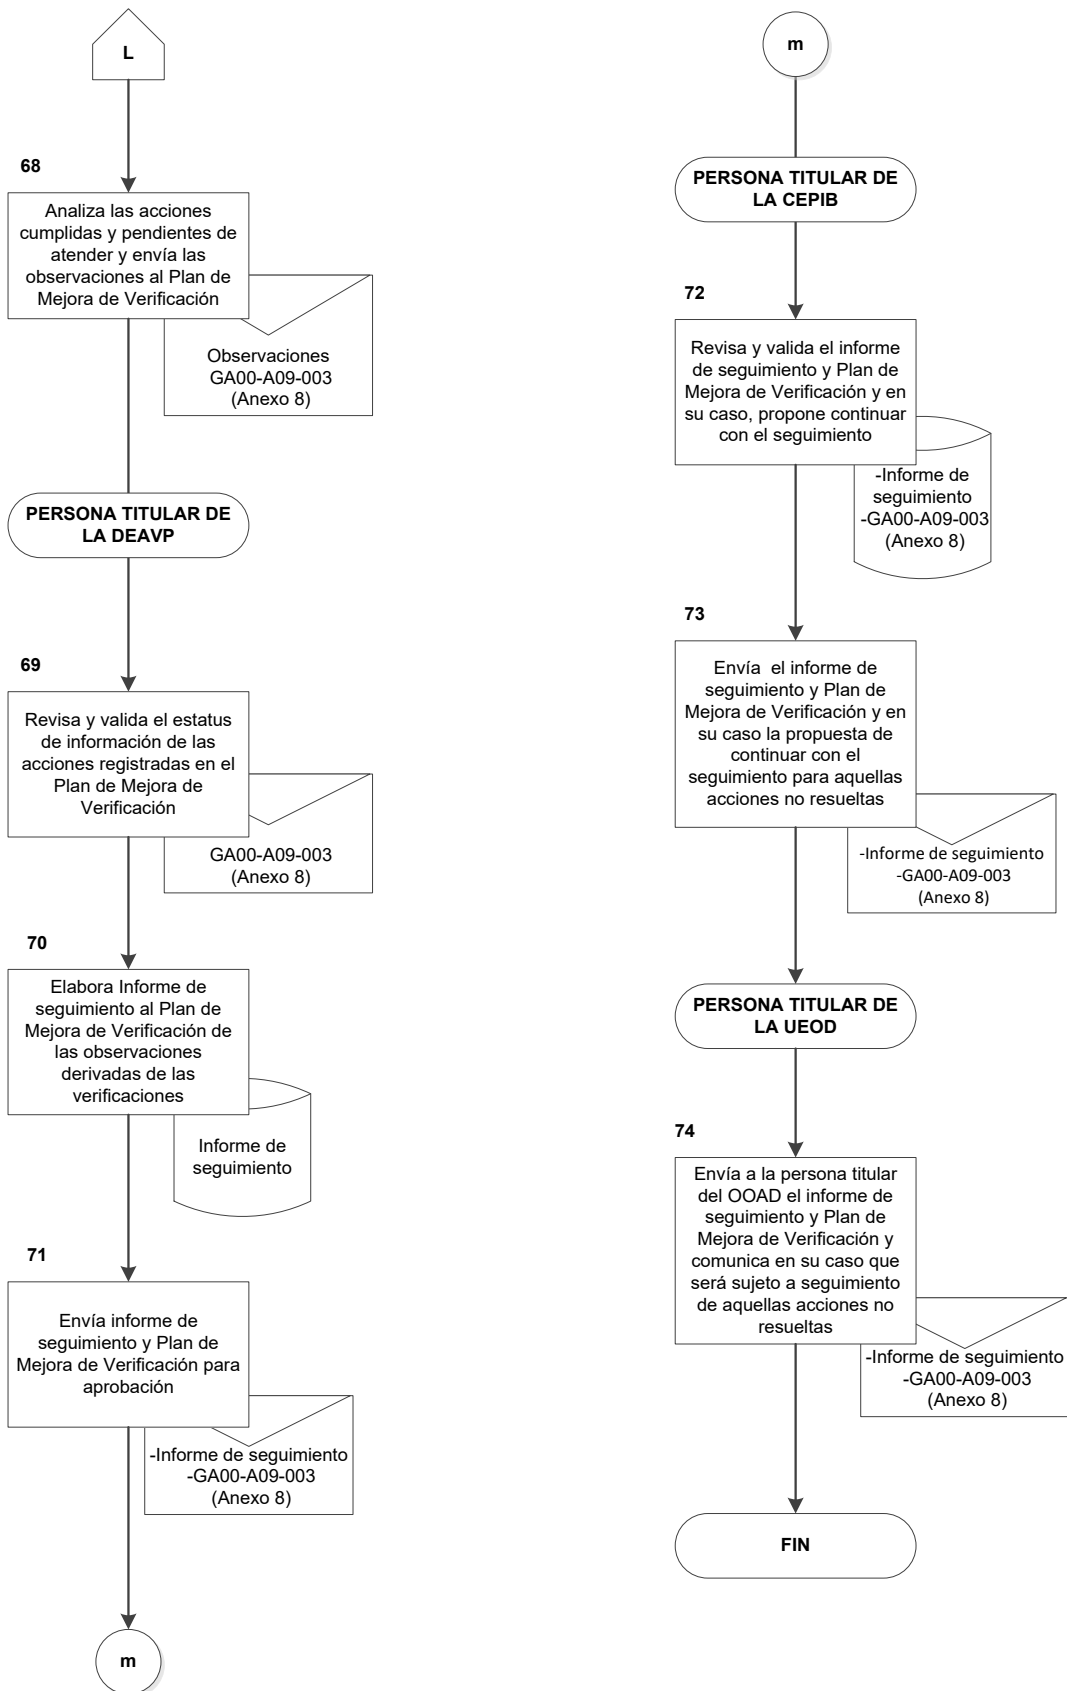 L
68
Analiza las acciones
cumplidas y pendientes de
atender y envía las
observaciones al Plan de
Mejora de Verificación
Observaciones
GA00-A09-003
(Anexo 8)
PERSONA TITULAR DE
LA DEAVP
69
Revisa y valida el estatus
de información de las
acciones registradas en el
Plan de Mejora de
Verificación
GA00-A09-003
(Anexo 8)
70
Elabora Informe de
seguimiento al Plan de
Mejora de Verificación de
las observaciones
derivadas de las
verificaciones
Informe de
seguimiento
71
Envía informe de
seguimiento y Plan de
Mejora de Verificación para
aprobación
-Informe de seguimiento
-GA00-A09-003
(Anexo 8)
m
m
PERSONA TITULAR DE
LA CEPIB
72
Revisa y valida el informe
de seguimiento y Plan de
Mejora de Verificación y en
su caso, propone continuar
con el seguimiento
-Informe de
seguimiento
-GA00-A09-003
(Anexo 8)
73
Envía el informe de
seguimiento y Plan de
Mejora de Verificación y en
su caso la propuesta de
continuar con el
seguimiento para aquellas
acciones no resueltas
-Informe de seguimiento
-GA00-A09-003
(Anexo 8)
PERSONA TITULAR DE
LA UEOD
74
Envía a la persona titular
del OOAD el informe de
seguimiento y Plan de
Mejora de Verificación y
comunica en su caso que
será sujeto a seguimiento
de aquellas acciones no
resueltas
-Informe de seguimiento
-GA00-A09-003
(Anexo 8)
FIN